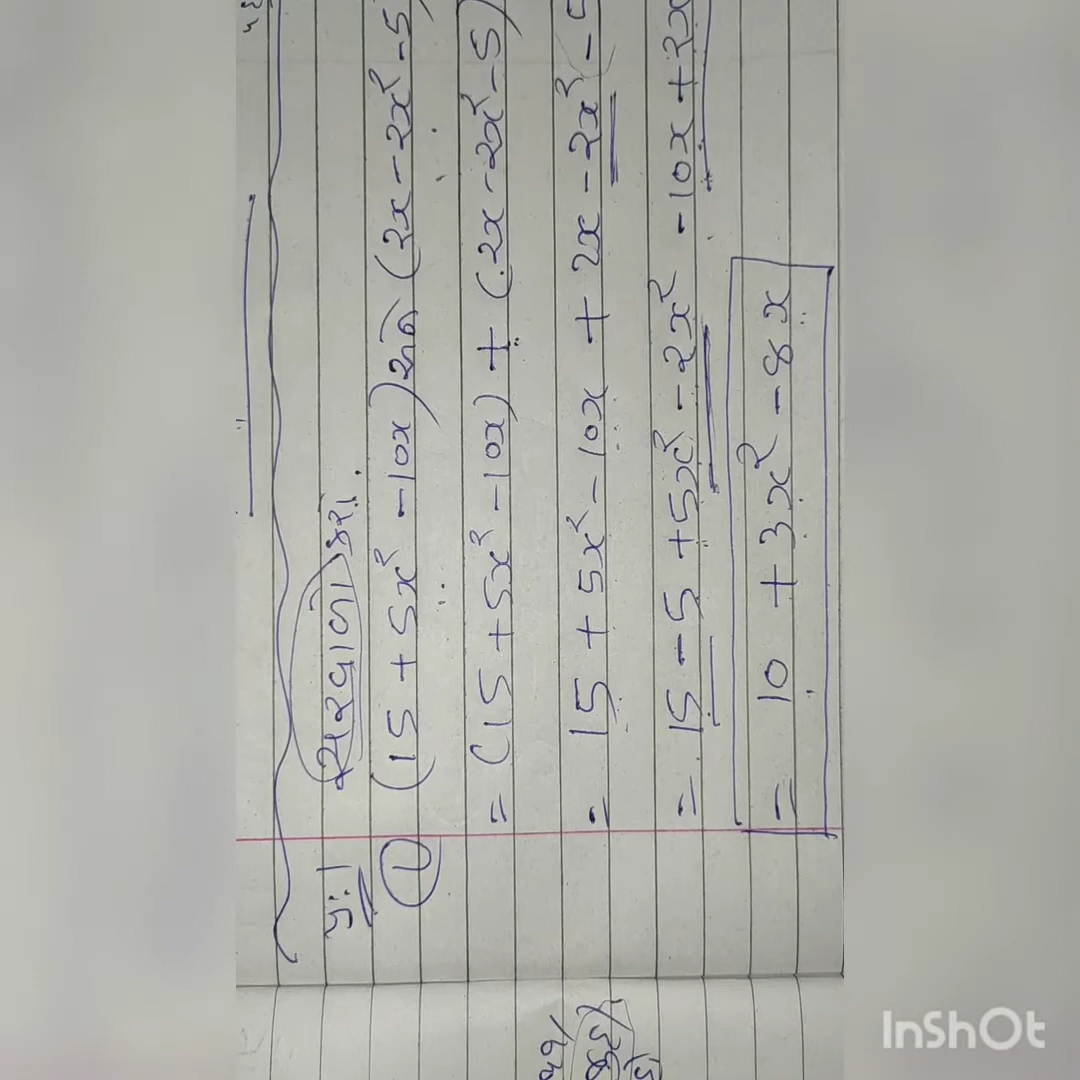 પ્ર:1 સરવાળો કરો.
① (15 + 5x² - 10x) અને (2x - 2x² - 5)
= (15 + 5x² - 10x) + (2x - 2x² - 5)
= 15 + 5x² - 10x + 2x - 2x² - 5
= 15 - 5 + 5x² - 2x² - 10x + 2x
= 10 + 3x² - 8x
InShOt